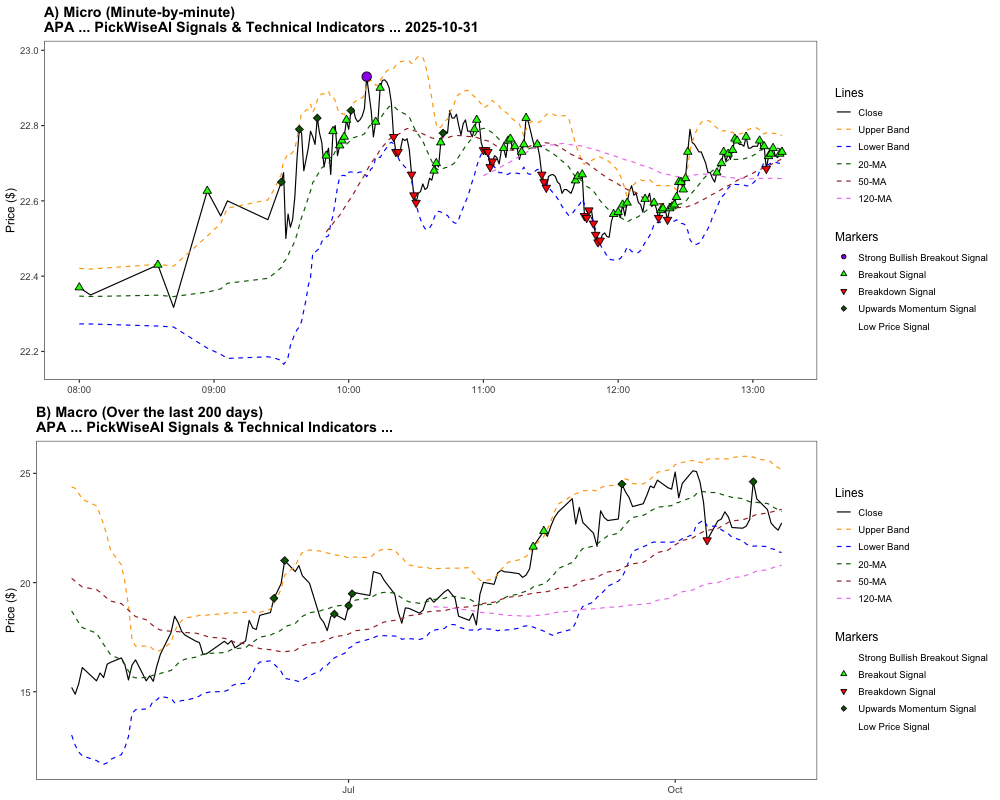 A) Micro (Minute-by-minute)
APA ... PickWiseAI Signals & Technical Indicators ... 2025-10-31
Price ($)
23.0
22.8
22.6
22.4
22.2
08:00
09:00
10:00
11:00
12:00
13:00
Lines
Close
Upper Band
Lower Band
20-MA
50-MA
120-MA
Markers
Strong Bullish Breakout Signal
Breakout Signal
Breakdown Signal
Upwards Momentum Signal
Low Price Signal
B) Macro (Over the last 200 days)
APA ... PickWiseAI Signals & Technical Indicators ...
Price ($)
25
20
15
Jul
Oct
Lines
Close
Upper Band
Lower Band
20-MA
50-MA
120-MA
Markers
Strong Bullish Breakout Signal
Breakout Signal
Breakdown Signal
Upwards Momentum Signal
Low Price Signal